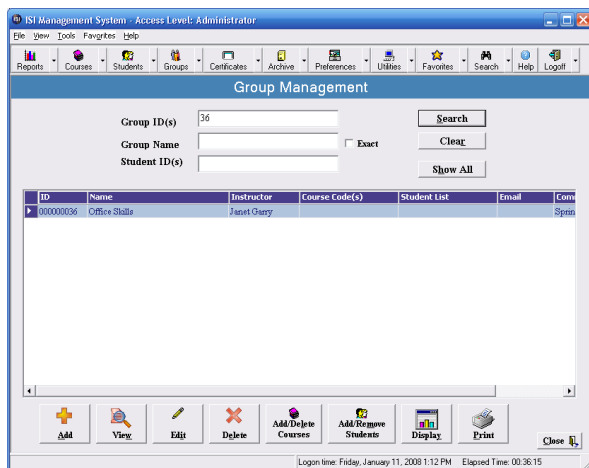 ISI Management System - Access Level: Administrator
File View Tools Favorites Help
Reports Courses Students Groups Certificates Archive Preferences Utilities Favorites Search Help Logoff
Group Management
Group ID(s) 36 Search
Group Name Exact Clear
Student ID(s) Show All
ID Name Instructor Course Code(s) Student List Email Com
000000036 Office Skills Janet Garry Sprin
Add View Edit Delete Add/Delete Courses Add/Remove Students Display Print Close
Logon time: Friday, January 11, 2008 1:12 PM Elapsed Time: 00:36:15